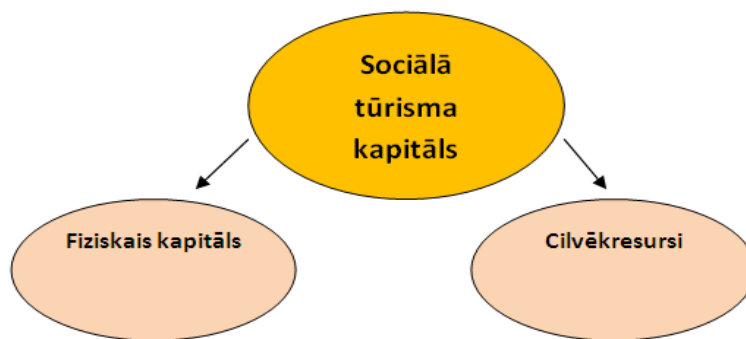 Sociālā
tūrisma
kapitāls
Fiziskais kapitāls
Cilvēkresursi